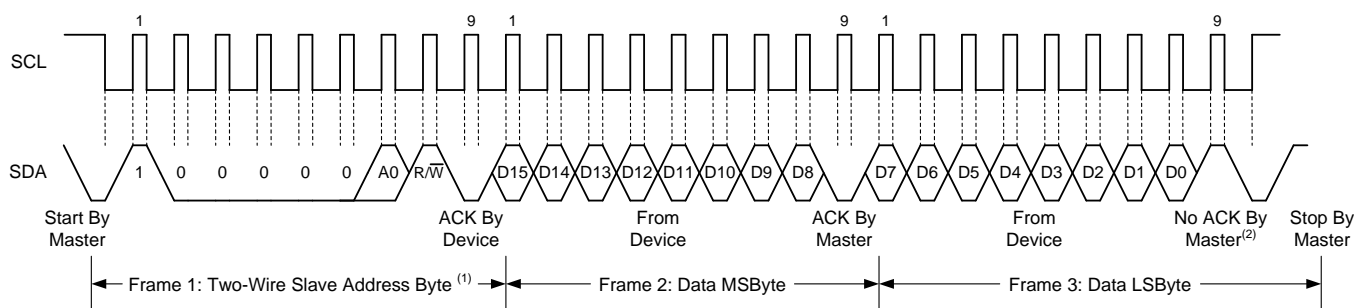 1 9 1 9 1 9
SCL
SDA
1 0 0 0 0 0 A0 R/W̅ D15 D14 D13 D12 D11 D10 D9 D8 D7 D6 D5 D4 D3 D2 D1 D0
Start By
Master
ACK By
Device
From
Device
ACK By
Master
From
Device
No ACK By
Master(2)
Stop By
Master
Frame 1: Two-Wire Slave Address Byte (1)
Frame 2: Data MSByte
Frame 3: Data LSByte